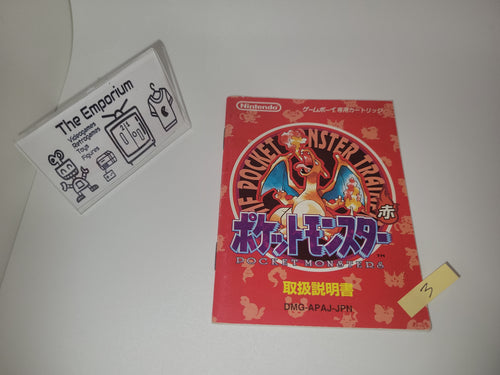 The Emporium
Videogames
Retrogames
Toys
Figures
Nintendo
ゲームボーイ専用カートリッジ
THE POCKET MONSTER TRAINER
赤
ポケットモンスター
TM
POCKET MONSTERS
取扱説明書
DMG-APAJ-JPN
3